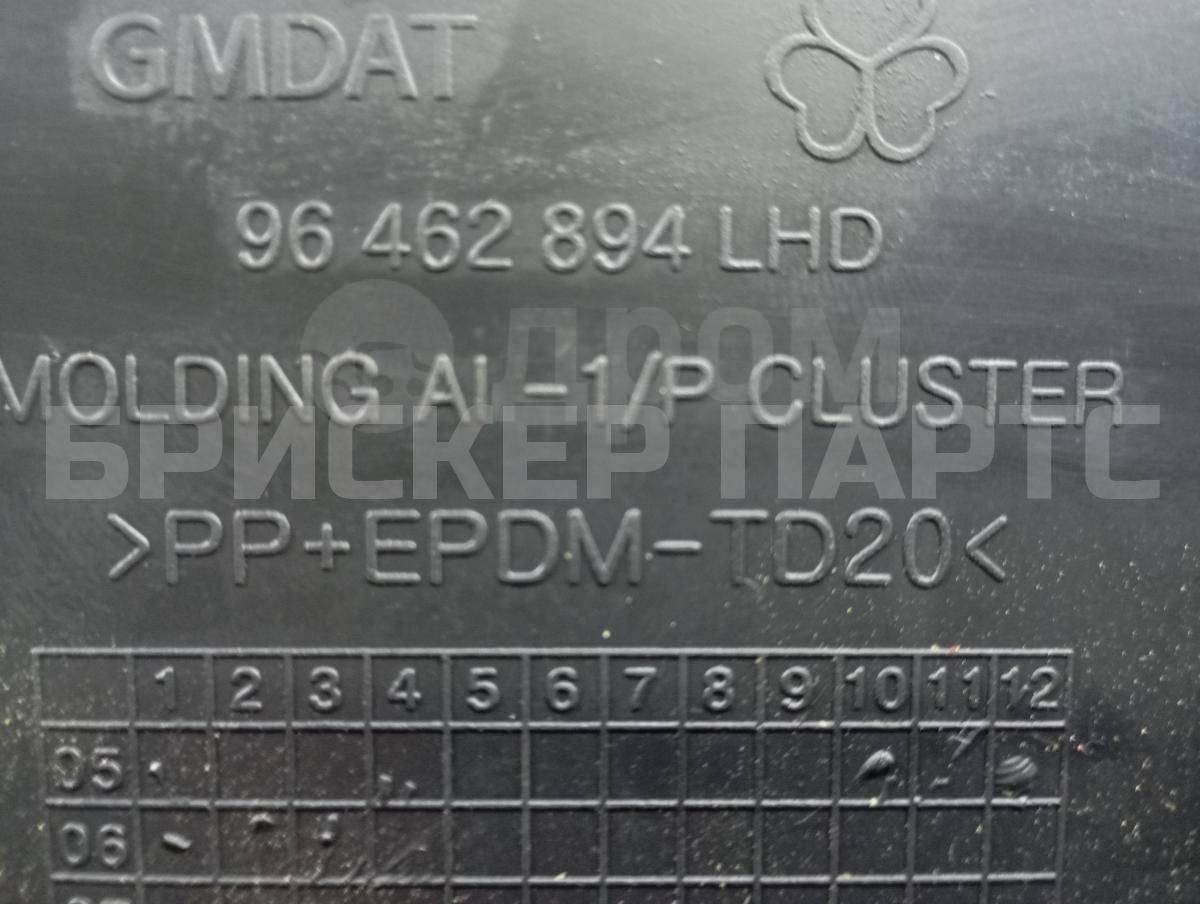 GMDAT
96 462 894 LHD
ДРОМ
MOLDING AI-1/P CLUSTER
БРИСКЕР ПАРТС
>PP+EPDM-TD20<
1 2 3 4 5 6 7 8 9 10 11 12
05
06